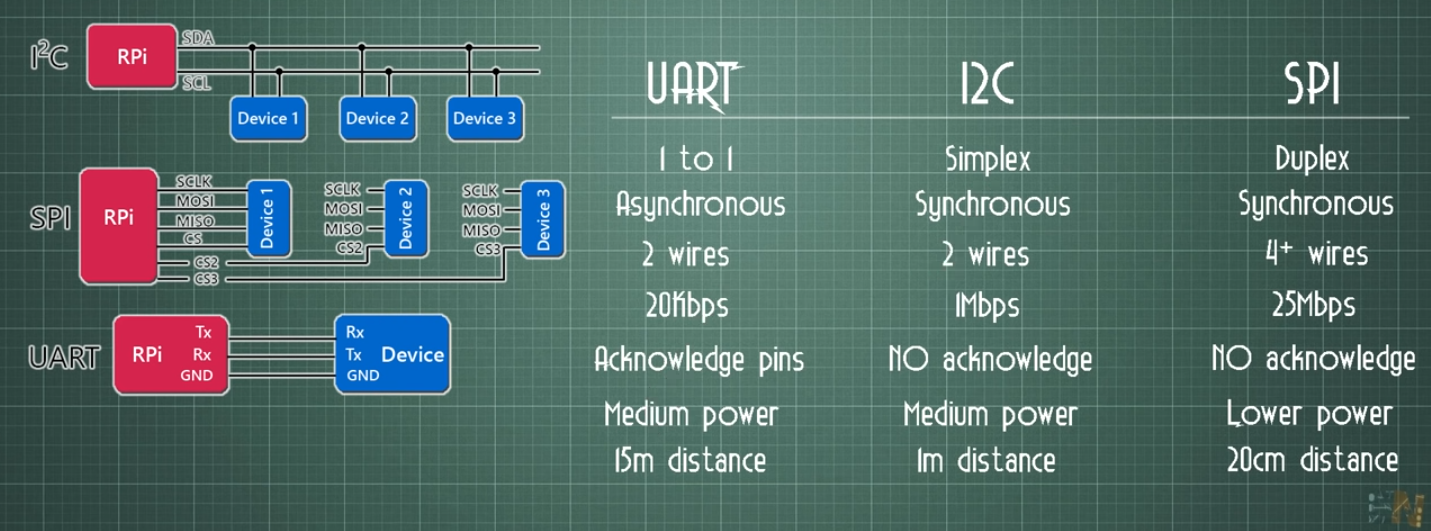 I²C
RPi
SDA
SCL
Device 1
Device 2
Device 3
SPI
RPi
SCLK
MOSI
MISO
CS
CS2
CS3
Device 1
SCLK
MOSI
MISO
CS2
Device 2
SCLK
MOSI
MISO
CS3
Device 3
UART
RPi
Tx
Rx
GND
Rx
Tx
GND
Device
UART
1 to 1
Asynchronous
2 wires
20Kbps
Acknowledge pins
Medium power
15m distance
I2C
Simplex
Synchronous
2 wires
1Mbps
NO acknowledge
Medium power
1m distance
SPI
Duplex
Synchronous
4+ wires
25Mbps
NO acknowledge
Lower power
20cm distance